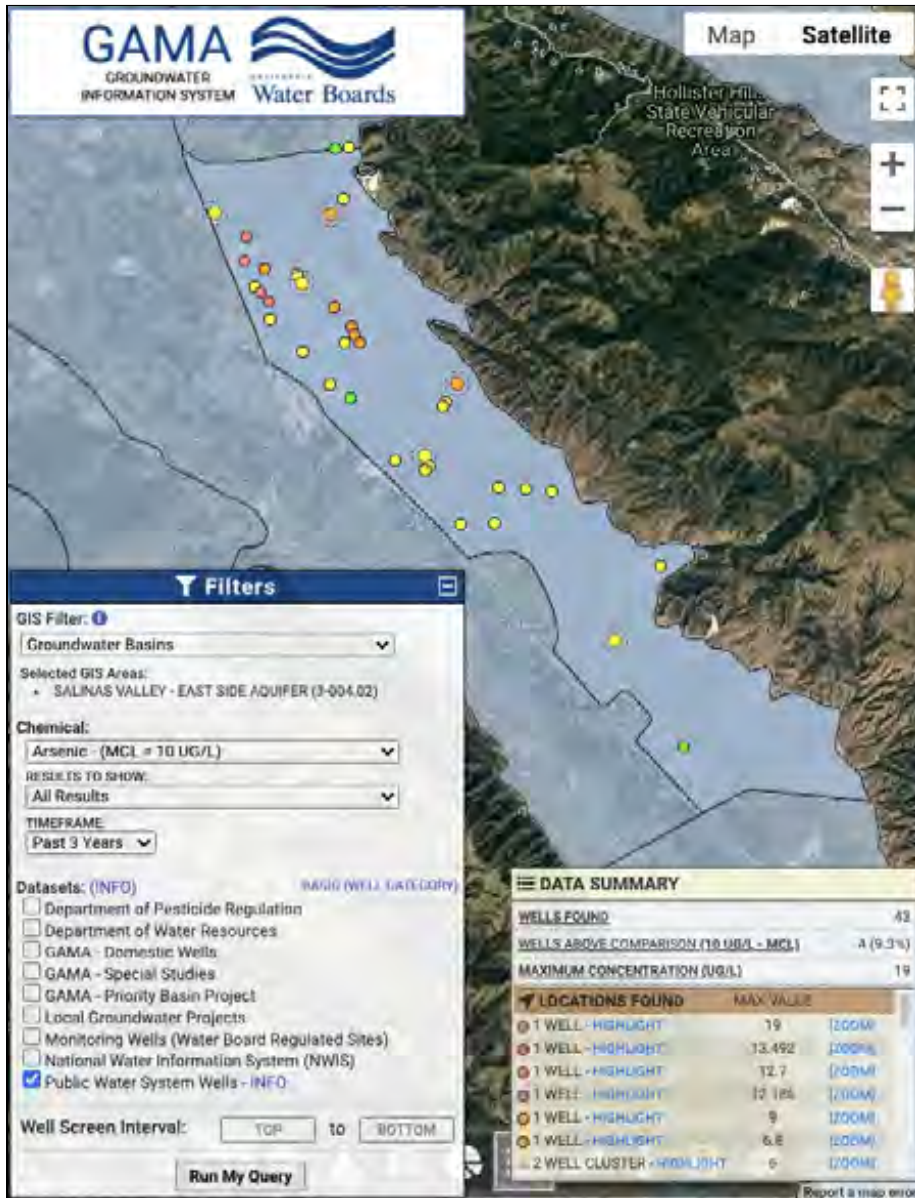 GAMA
GROUNDWATER
INFORMATION SYSTEM
CALIFORNIA
Water Boards
Map Satellite
Hollister Hills
State Vehicular
Recreation
Area
Filters
GIS Filter:
Groundwater Basins
Selected GIS Areas:
SALINAS VALLEY - EAST SIDE AQUIFER (3-004.02)
Chemical:
Arsenic - (MCL = 10 UG/L)
RESULTS TO SHOW:
All Results
TIMEFRAME
Past 3 Years
Datasets: (INFO) BASIC (WELL CATEGORY)
Department of Pesticide Regulation
Department of Water Resources
GAMA - Domestic Wells
GAMA - Special Studies
GAMA - Priority Basin Project
Local Groundwater Projects
Monitoring Wells (Water Board Regulated Sites)
National Water Information System (NWIS)
Public Water System Wells - INFO
Well Screen Interval: TOP to BOTTOM
Run My Query
DATA SUMMARY
WELLS FOUND 43
WELLS ABOVE COMPARISON (10 UG/L - MCL) 4 (9.3%)
MAXIMUM CONCENTRATION (UG/L) 19
LOCATIONS FOUND MAX VALUE
1 WELL - HIGHLIGHT 19 [ZOOM]
1 WELL - HIGHLIGHT 13.492 [ZOOM]
1 WELL - HIGHLIGHT 12.7 [ZOOM]
1 WELL - HIGHLIGHT 12.186 [ZOOM]
1 WELL - HIGHLIGHT 9 [ZOOM]
1 WELL - HIGHLIGHT 6.8 [ZOOM]
2 WELL CLUSTER - HIGHLIGHT 6 [ZOOM]
Report a map error